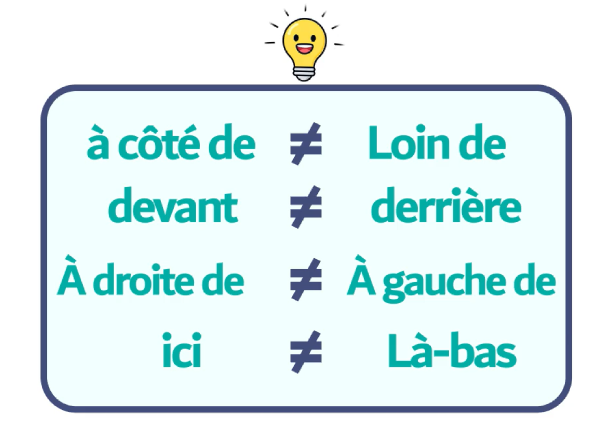 à côté de ≠ Loin de
devant ≠ derrière
À droite de ≠ À gauche de
ici ≠ Là-bas